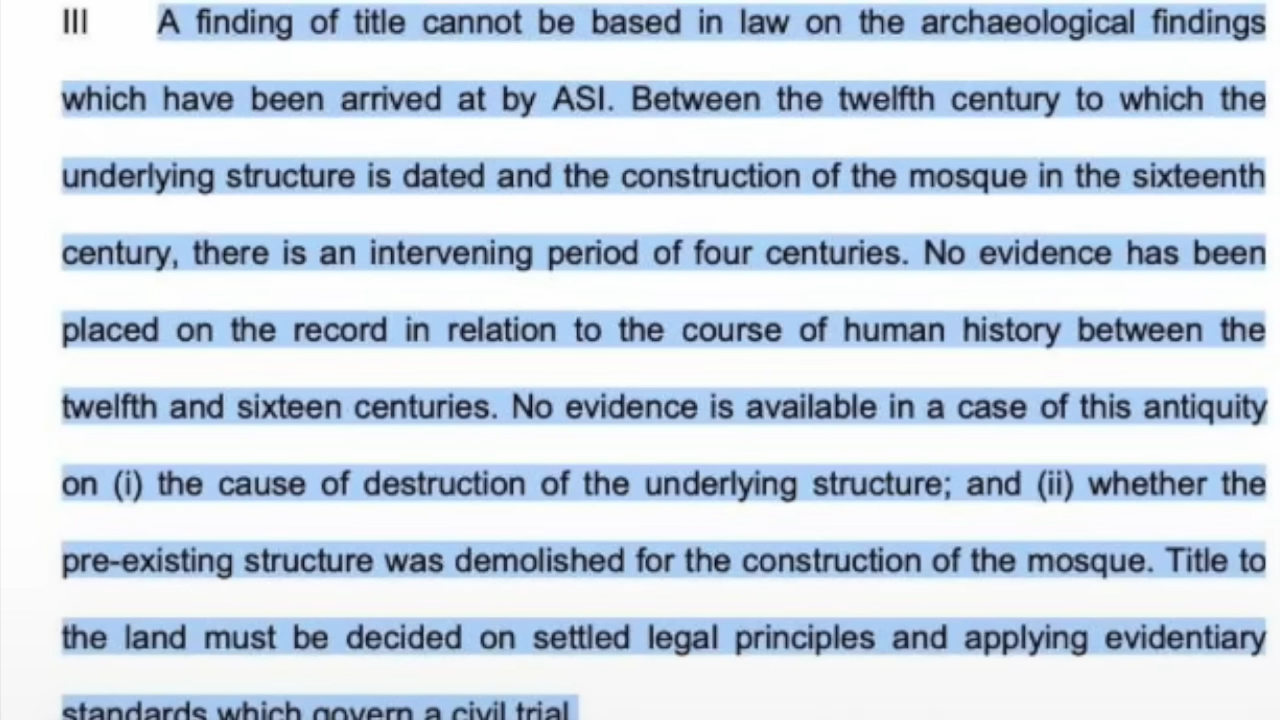 III A finding of title cannot be based in law on the archaeological findings
which have been arrived at by ASI. Between the twelfth century to which the
underlying structure is dated and the construction of the mosque in the sixteenth
century, there is an intervening period of four centuries. No evidence has been
placed on the record in relation to the course of human history between the
twelfth and sixteen centuries. No evidence is available in a case of this antiquity
on (i) the cause of destruction of the underlying structure; and (ii) whether the
pre-existing structure was demolished for the construction of the mosque. Title to
the land must be decided on settled legal principles and applying evidentiary
standards which govern a civil trial.